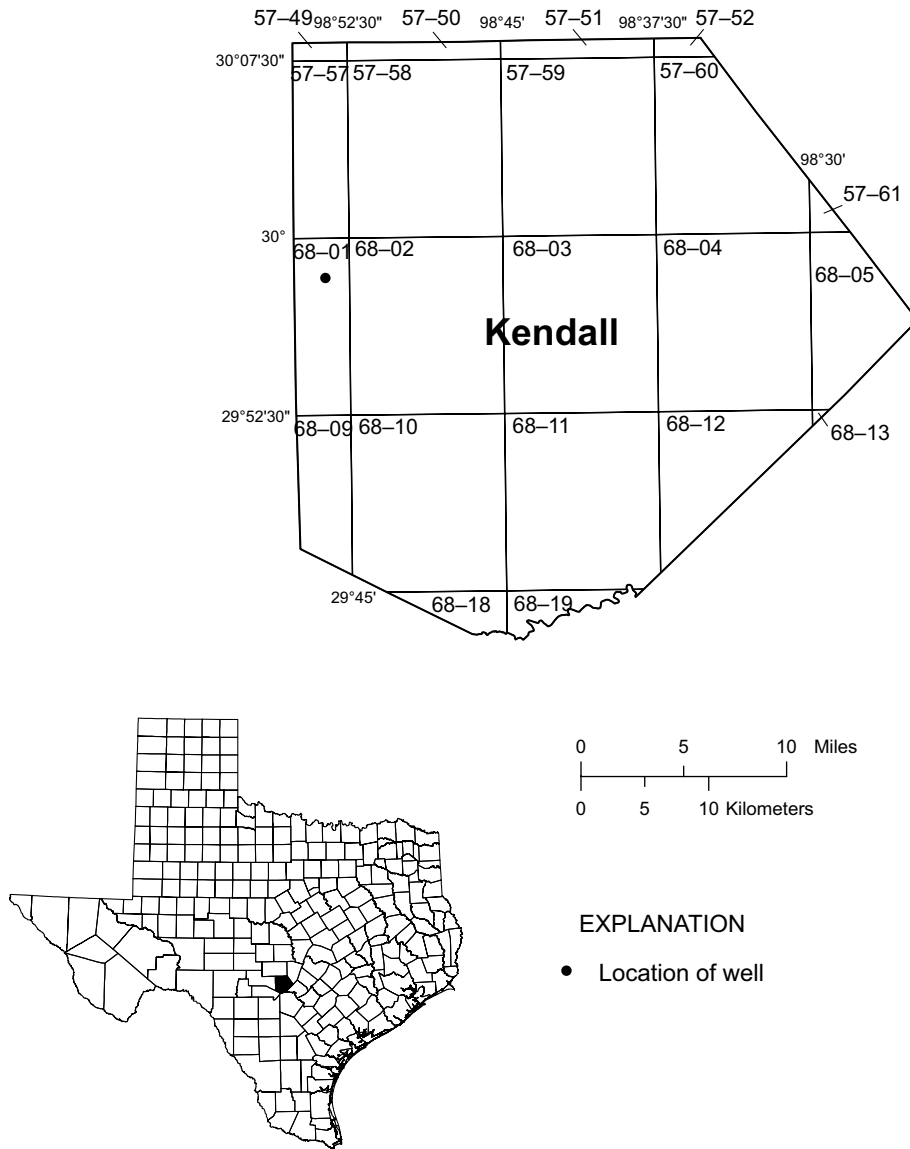 57–49 98°52'30" 57–50 98°45' 57–51 98°37'30" 57–52
30°07'30"
57–57 57–58 57–59 57–60
98°30'
57–61
30°
68–01 68–02 68–03 68–04
68–05
Kendall
29°52'30"
68–09 68–10 68–11 68–12
68–13
29°45'
68–18 68–19
0 5 10 Miles
0 5 10 Kilometers
EXPLANATION
Location of well